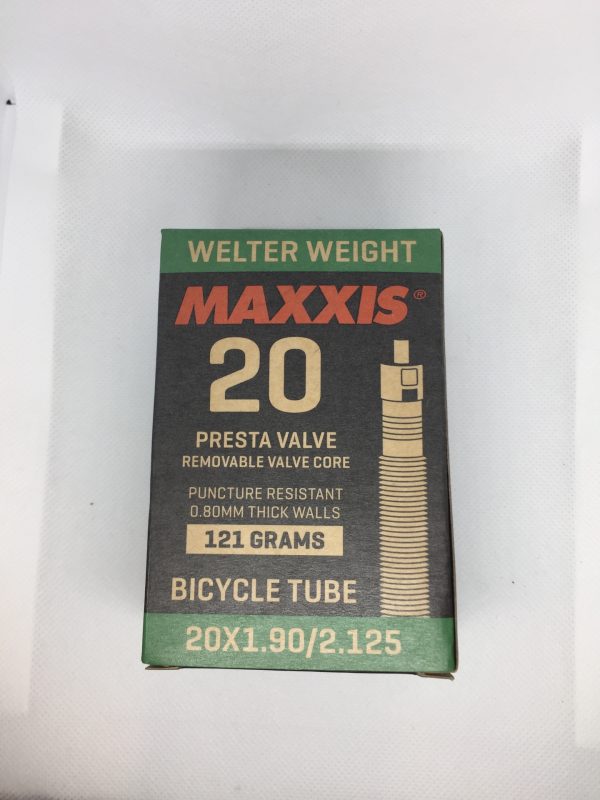 WELTER WEIGHT
MAXXIS®
20
PRESTA VALVE
REMOVABLE VALVE CORE
PUNCTURE RESISTANT
0.80MM THICK WALLS
121 GRAMS
BICYCLE TUBE
20X1.90/2.125